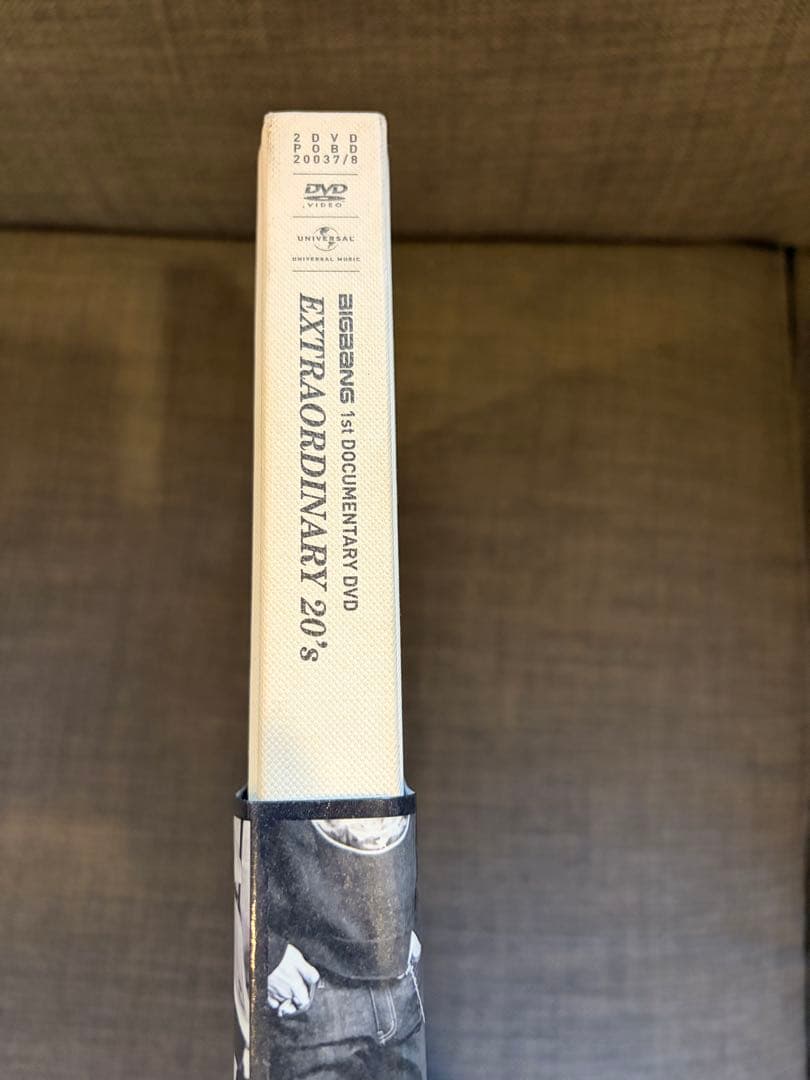 2DVD
POBD
20037/8
DVD
VIDEO
UNIVERSAL
UNIVERSAL MUSIC
BIGBANG 1st DOCUMENTARY DVD
EXTRAORDINARY 20's